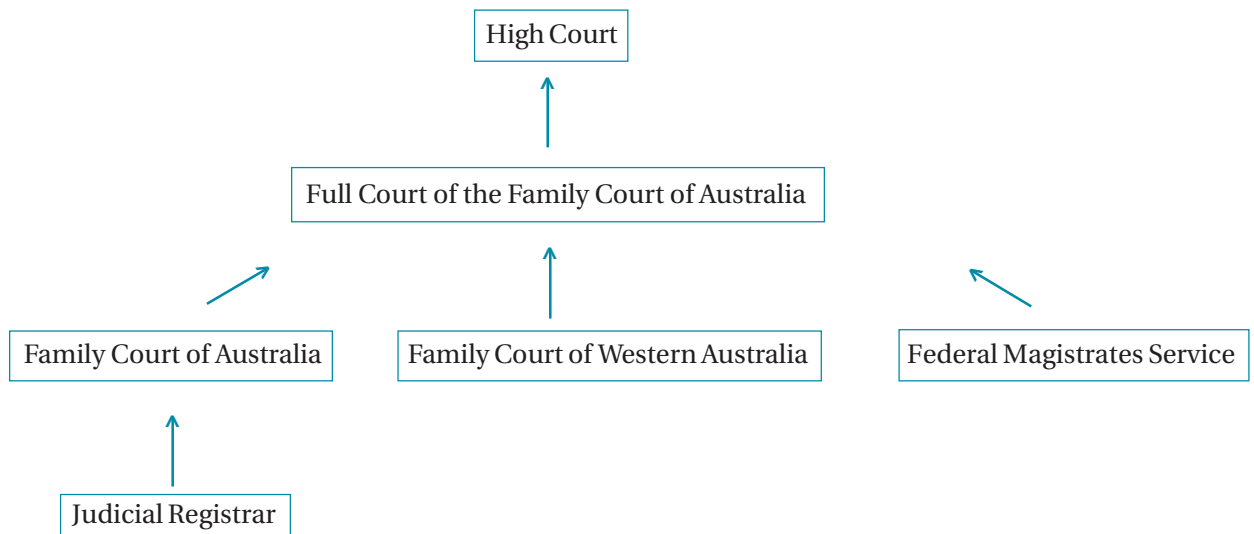 High Court
Full Court of the Family Court of Australia
Family Court of Australia
Family Court of Western Australia
Federal Magistrates Service
Judicial Registrar